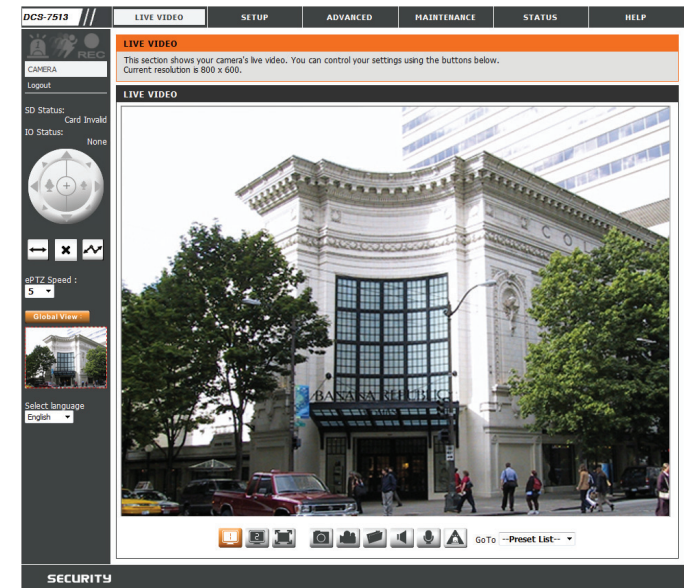 DCS-7513
LIVE VIDEO
SETUP
ADVANCED
MAINTENANCE
STATUS
HELP
REC
CAMERA
Logout
SD Status:
Card Invalid
IO Status:
None
ePTZ Speed :
5
Global View
Select language
English
LIVE VIDEO
This section shows your camera's live video. You can control your settings using the buttons below.
Current resolution is 800 x 600.
LIVE VIDEO
COL
BANANA REPUBLIC
1
2
A
GoTo --Preset List--
SECURITY